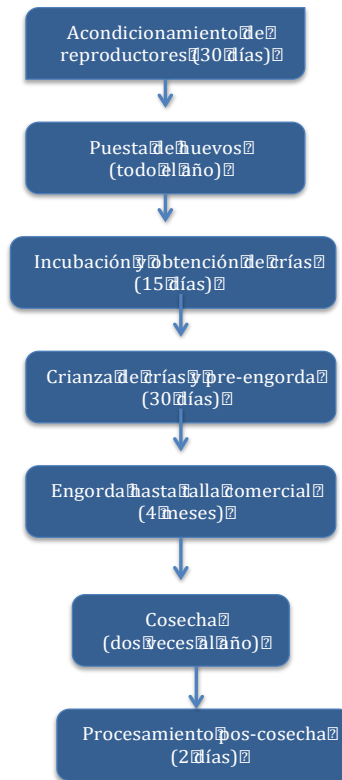 Acondicionamiento de
reproductores (30 días)
Puesta de huevos
(todo el año)
Incubación y obtención de crías
(15 días)
Crianza de crías y pre-engorda
(30 días)
Engorda hasta talla comercial
(4 meses)
Cosecha
(dos veces al año)
Procesamiento pos-cosecha
(2 días)